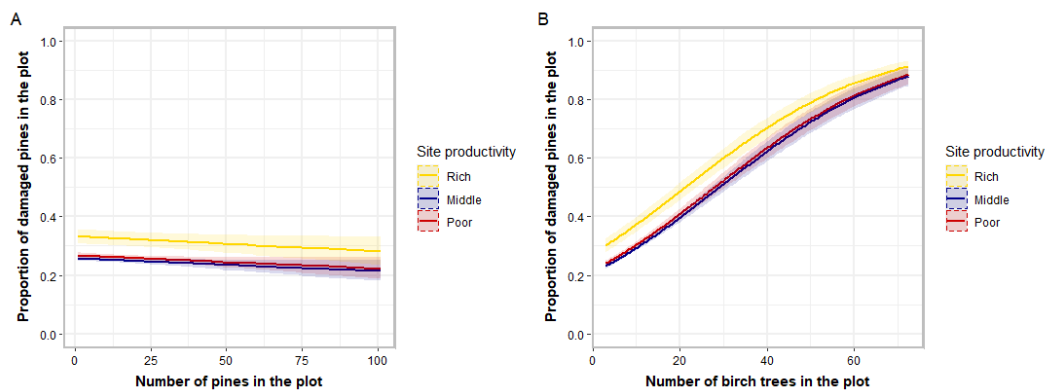 A
Proportion of damaged pines in the plot
1.0
0.8
0.6
0.4
0.2
0.0
0
25
50
75
100
Number of pines in the plot
Site productivity
Rich
Middle
Poor
B
Proportion of damaged pines in the plot
1.0
0.8
0.6
0.4
0.2
0.0
0
20
40
60
Number of birch trees in the plot
Site productivity
Rich
Middle
Poor